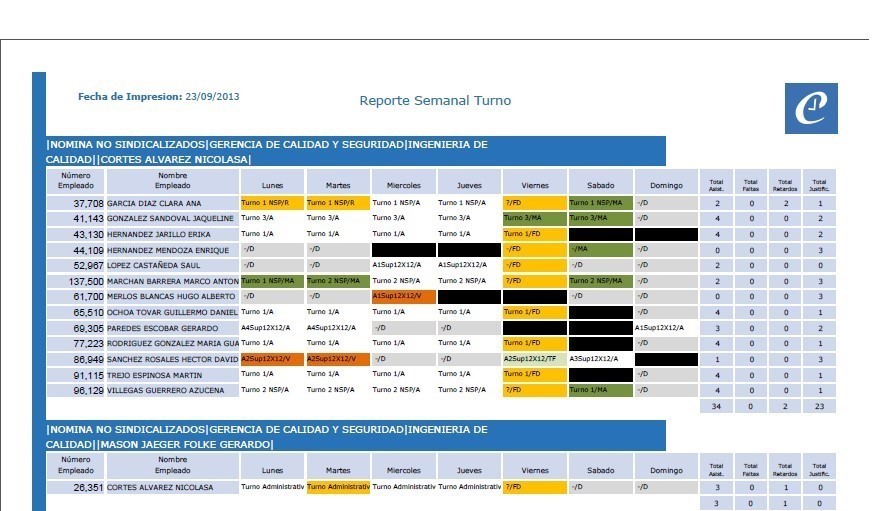 Fecha de Impresion: 23/09/2013
Reporte Semanal Turno
|NOMINA NO SINDICALIZADOS|GERENCIA DE CALIDAD Y SEGURIDAD|INGENIERIA DE
CALIDAD||CORTES ALVAREZ NICOLASA|
Número Empleado Nombre Empleado Lunes Martes Miercoles Jueves Viernes Sabado Domingo Total Asist. Total Faltas Total Retardos Total Justific.
37,708 GARCIA DIAZ CLARA ANA Turno 1 NSP/R Turno 1 NSP/R Turno 1 NSP/A Turno 1 NSP/A ?/FD Turno 1 NSP/MA -/D 2 0 2 1
41,143 GONZALEZ SANDOVAL JAQUELINE Turno 3/A Turno 3/A Turno 3/A Turno 3/A Turno 3/MA Turno 3/MA -/D 4 0 0 2
43,130 HERNANDEZ JARILLO ERIKA Turno 1/A Turno 1/A Turno 1/A Turno 1/A Turno 1/FD 4 0 0 2
44,109 HERNANDEZ MENDOZA ENRIQUE -/D -/D ?/FD -/MA -/D 0 0 0 3
52,967 LOPEZ CASTAÑEDA SAUL -/D -/D A1Sup12X12/A A1Sup12X12/A -/FD -/D -/D 2 0 0 0
137,500 MARCHAN BARRERA MARCO ANTON Turno 1 NSP/MA Turno 2 NSP/MA Turno 2 NSP/A Turno 2 NSP/A ?/FD Turno 2 NSP/MA -/D 2 0 0 3
61,700 MERLOS BLANCAS HUGO ALBERTO -/D -/D A1Sup12X12/V -/D -/D 0 0 0 3
65,510 OCHOA TOVAR GUILLERMO DANIEL Turno 1/A Turno 1/A Turno 1/A Turno 1/A Turno 1/FD -/D 4 0 0 1
69,305 PAREDES ESCOBAR GERARDO A4Sup12X12/A A4Sup12X12/A -/D -/D A1Sup12X12/A 3 0 0 2
77,223 RODRIGUEZ GONZALEZ MARIA GUA Turno 1/A Turno 1/A Turno 1/A Turno 1/A Turno 1/FD -/D 4 0 0 1
86,949 SANCHEZ ROSALES HECTOR DAVID A2Sup12X12/V A2Sup12X12/V -/D -/D A2Sup12X12/TF A3Sup12X12/A 1 0 0 3
91,115 TREJO ESPINOSA MARTIN Turno 1/A Turno 1/A Turno 1/A Turno 1/A Turno 1/FD -/D 4 0 0 1
96,129 VILLEGAS GUERRERO AZUCENA Turno 2 NSP/A Turno 2 NSP/A Turno 2 NSP/A Turno 2 NSP/A ?/FD Turno 1/MA -/D 4 0 0 1
34 0 2 23
|NOMINA NO SINDICALIZADOS|GERENCIA DE CALIDAD Y SEGURIDAD|INGENIERIA DE
CALIDAD||MASON JAEGER FOLKE GERARDO|
Número Empleado Nombre Empleado Lunes Martes Miercoles Jueves Viernes Sabado Domingo Total Asist. Total Faltas Total Retardos Total Justific.
26,351 CORTES ALVAREZ NICOLASA Turno Administrativ Turno Administrativ Turno Administrativ Turno Administrativ ?/FD -/D -/D 3 0 1 0
3 0 1 0